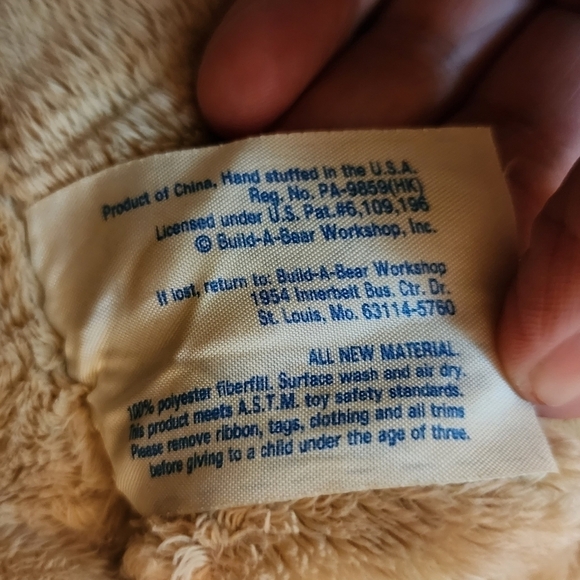 Product of China, Hand stuffed in the U.S.A.
Reg. No. PA-9859(HK)
Licensed under U.S. Pat.#6,109,196
© Build-A-Bear Workshop, Inc.
If lost, return to: Build-A-Bear Workshop
1954 Innerbelt Bus. Ctr. Dr.
St. Louis, Mo. 63114-5760
ALL NEW MATERIAL.
100% polyester fiberfill. Surface wash and air dry.
This product meets A.S.T.M. toy safety standards.
Please remove ribbon, tags, clothing and all trims
before giving to a child under the age of three.